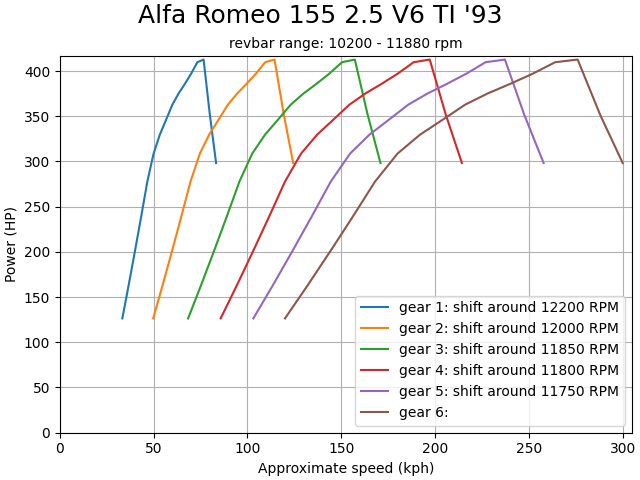 Alfa Romeo 155 2.5 V6 TI '93
revbar range: 10200 - 11880 rpm
400
350
300
250
200
150
100
50
0
Power (HP)
gear 1: shift around 12200 RPM
gear 2: shift around 12000 RPM
gear 3: shift around 11850 RPM
gear 4: shift around 11800 RPM
gear 5: shift around 11750 RPM
gear 6:
0 50 100 150 200 250 300
Approximate speed (kph)